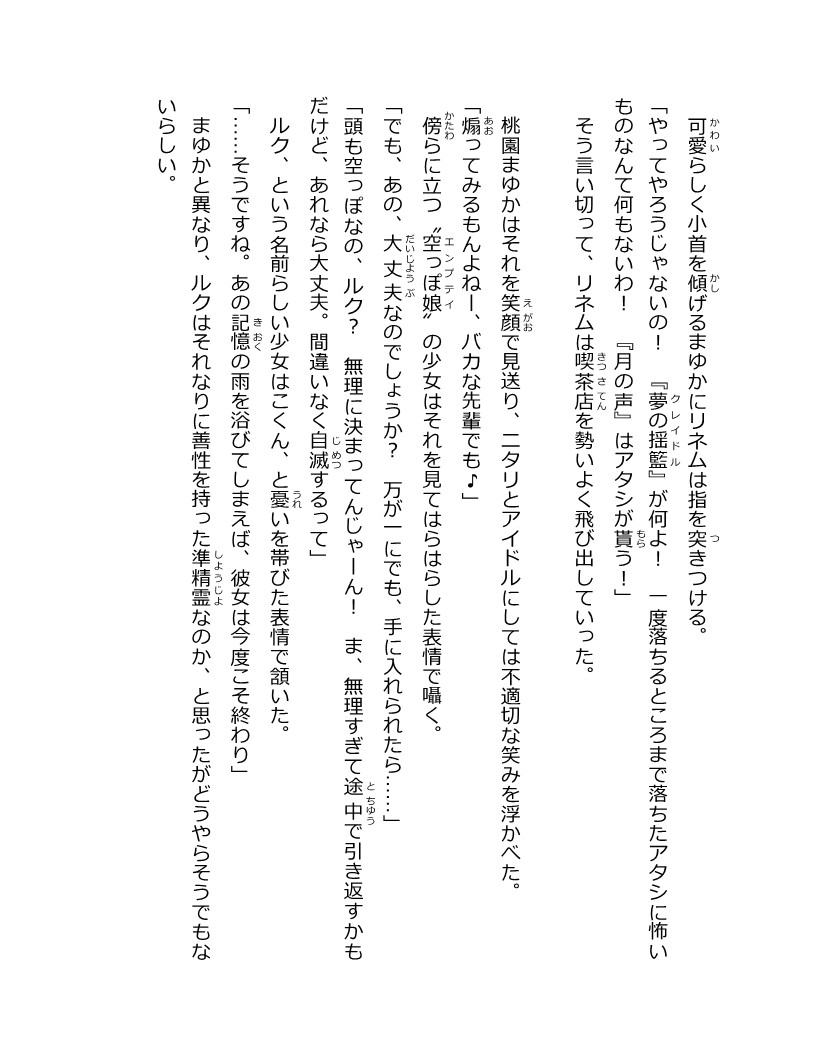 可愛らしく小首を傾げるまゆかにリネムは指を突きつける。
「やってやろうじゃないの！　『夢の揺籃』が何よ！　一度落ちるところまで落ちたアタシに怖い
ものなんて何もないわ！　『月の声』はアタシが貰う！」
そう言い切って、リネムは喫茶店を勢いよく飛び出していった。
桃園まゆかはそれを笑顔で見送り、ニタリとアイドルにしては不適切な笑みを浮かべた。
「煽ってみるもんよねー、バカな先輩でも♪」
傍らに立つ〝空っぽ娘〟の少女はそれを見てはらはらした表情で囁く。
「でも、あの、大丈夫なのでしょうか？　万が一にでも、手に入れられたら……」
「頭も空っぽなの、ルク？　無理に決まってんじゃーん！　ま、無理すぎて途中で引き返すかも
だけど、あれなら大丈夫。間違いなく自滅するって」
ルク、という名前らしい少女はこくん、と憂いを帯びた表情で頷いた。
「……そうですね。あの記憶の雨を浴びてしまえば、彼女は今度こそ終わり」
まゆかと異なり、ルクはそれなりに善性を持った準精霊なのか、と思ったがどうやらそうでもな
いらしい。